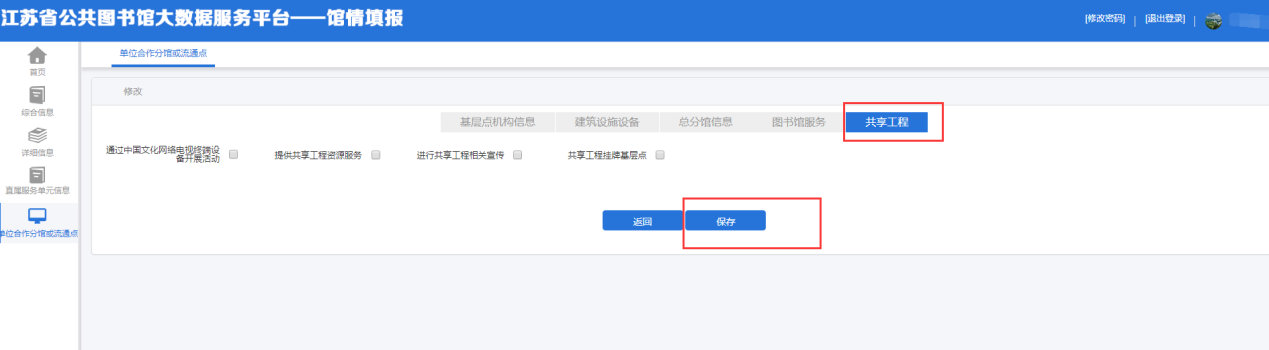 江苏省公共图书馆大数据服务平台——馆情填报
[修改密码] | [退出登录] |
首页
综合信息
详细信息
直属服务单元信息
单位合作分馆或流通点
单位合作分馆或流通点
修改
基层点机构信息 建筑设施设备 总分馆信息 图书馆服务 共享工程
通过中国文化网络电视终端设
备开展活动
提供共享工程资源服务
进行共享工程相关宣传
共享工程挂牌基层点
返回 保存